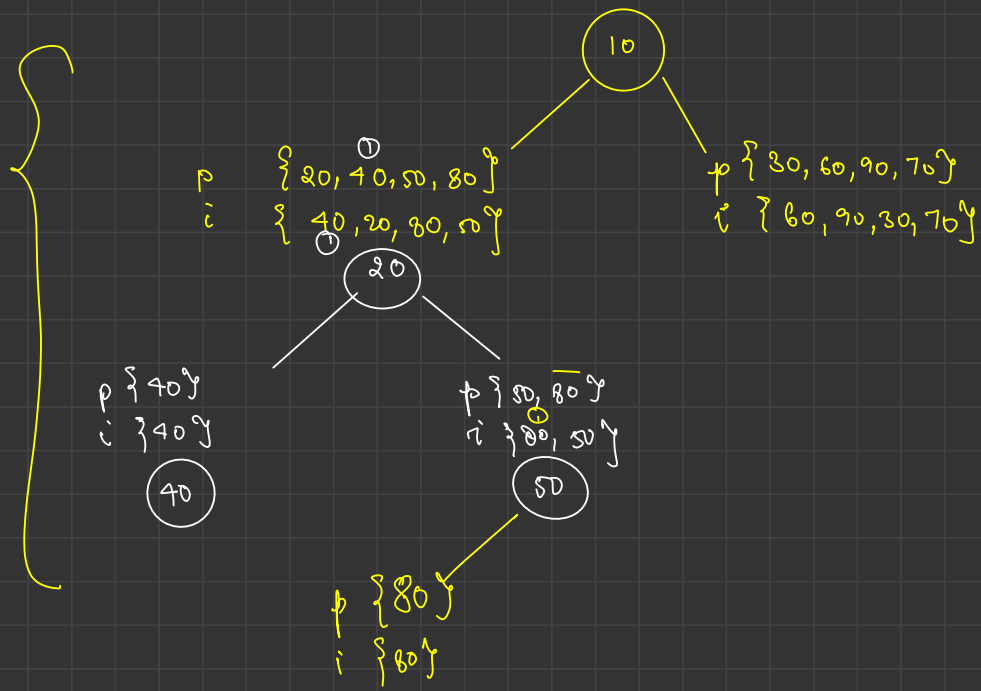 10
①
p {20, 40, 50, 80}
p {30, 60, 90, 70}
i {40, 20, 80, 50}
i {60, 90, 30, 70}
①
20
p {40}
p {50, 80}
①
i {40}
i {80, 50}
40
50
p {80}
i {80}